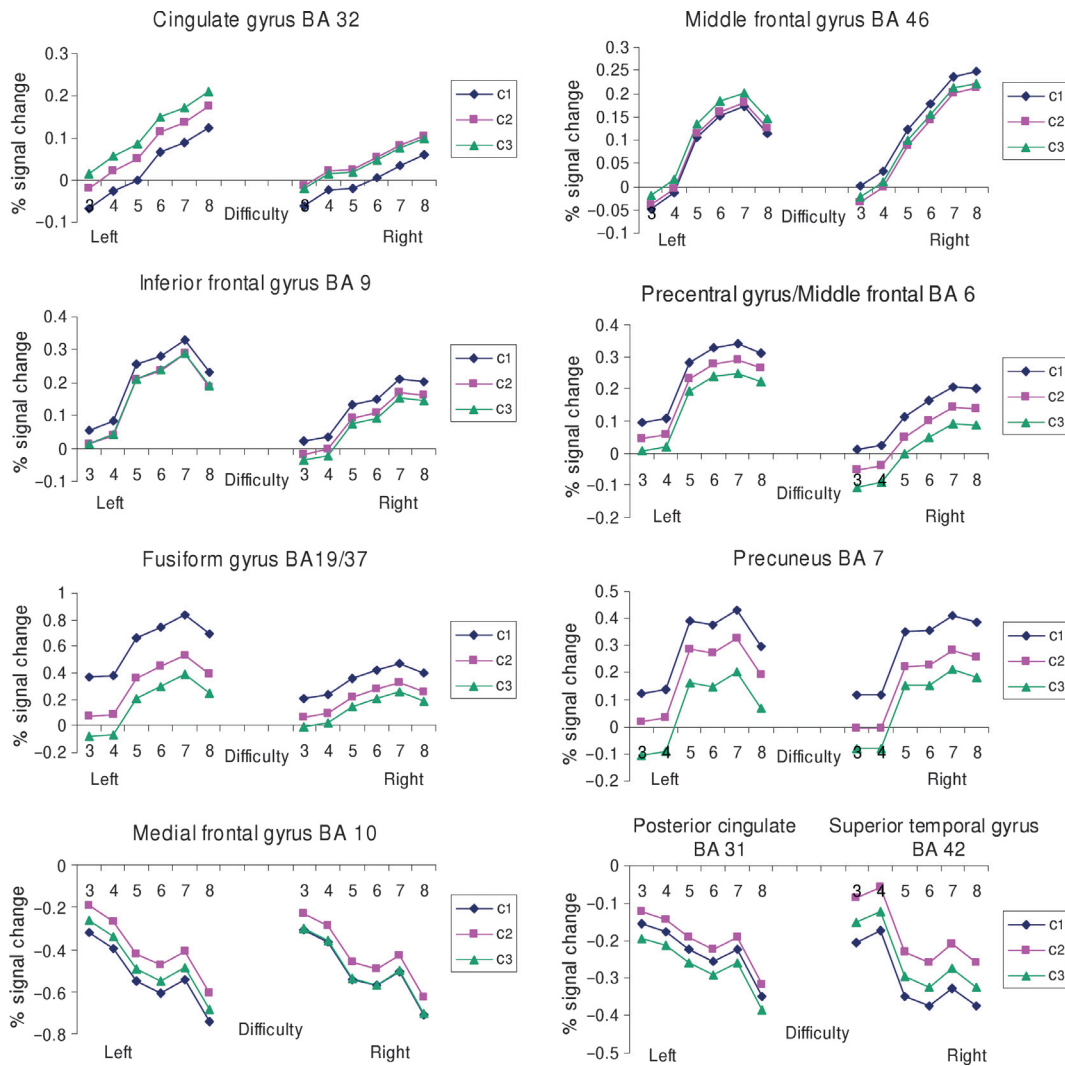 Cingulate gyrus BA 32
% signal change
0.3
0.2
0.1
0
−0.1
3 4 5 6 7 8 Difficulty 3 4 5 6 7 8
Left Right
C1
C2
C3
Middle frontal gyrus BA 46
% signal change
0.3
0.25
0.2
0.15
0.1
0.05
0
−0.05
0.1
3 4 5 6 7 8 Difficulty 3 4 5 6 7 8
Left Right
C1
C2
C3
Inferior frontal gyrus BA 9
% signal change
0.4
0.3
0.2
0.1
0
−0.1
3 4 5 6 7 8 Difficulty 3 4 5 6 7 8
Left Right
C1
C2
C3
Precentral gyrus/Middle frontal BA 6
% signal change
0.4
0.3
0.2
0.1
0
−0.1
−0.2
3 4 5 6 7 8 Difficulty 3 4 5 6 7 8
Left Right
C1
C2
C3
Fusiform gyrus BA19/37
% signal change
1
0.8
0.6
0.4
0.2
0
−0.2
3 4 5 6 7 8 Difficulty 3 4 5 6 7 8
Left Right
C1
C2
C3
Precuneus BA 7
% signal change
0.5
0.4
0.3
0.2
0.1
0
−0.1
−0.2
3 4 5 6 7 8 Difficulty 3 4 5 6 7 8
Left Right
C1
C2
C3
Medial frontal gyrus BA 10
% signal change
0
−0.2
−0.4
−0.6
−0.8
3 4 5 6 7 8 3 4 5 6 7 8
Difficulty
Left Right
C1
C2
C3
Posterior cingulate
BA 31
Superior temporal gyrus
BA 42
% signal change
0
−0.1
−0.2
−0.3
−0.4
−0.5
3 4 5 6 7 8 3 4 5 6 7 8
Difficulty
Left Right
C1
C2
C3